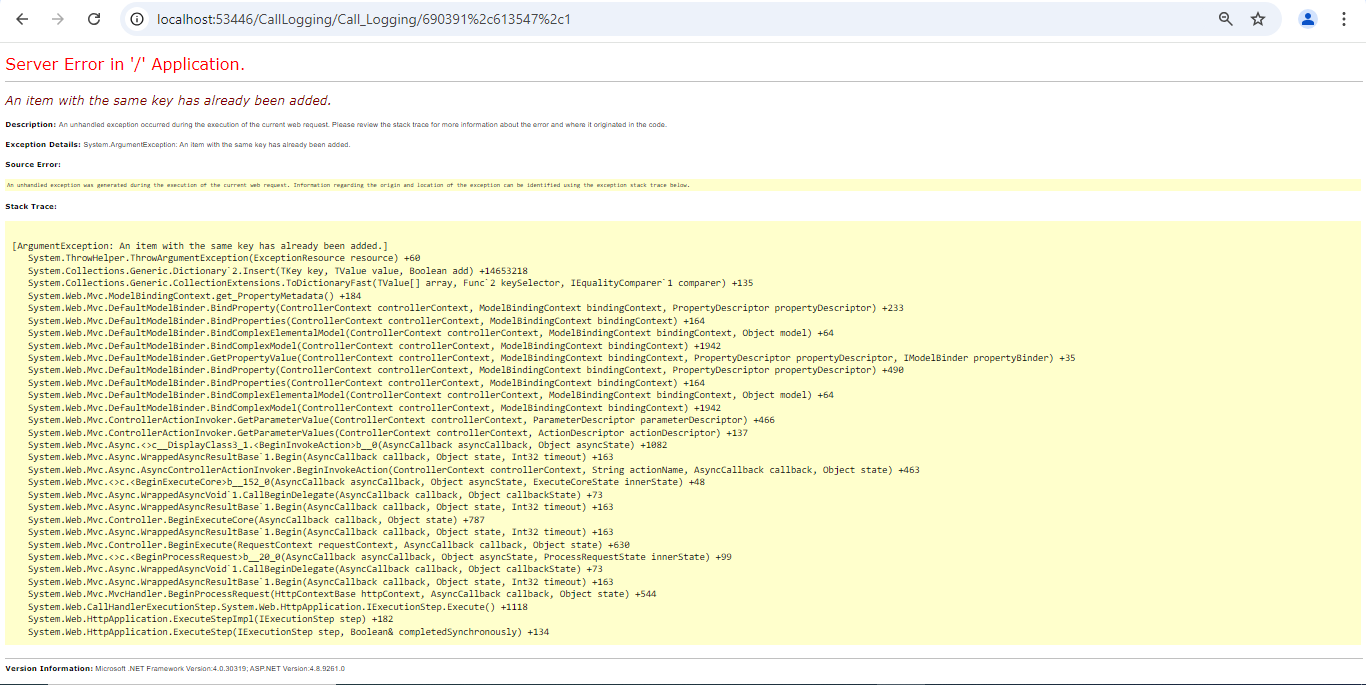 localhost:53446/CallLogging/Call_Logging/690391%2c613547%2c1
Server Error in '/' Application.
An item with the same key has already been added.
Description: An unhandled exception occurred during the execution of the current web request. Please review the stack trace for more information about the error and where it originated in the code.
Exception Details: System.ArgumentException: An item with the same key has already been added.
Source Error:
An unhandled exception was generated during the execution of the current web request. Information regarding the origin and location of the exception can be identified using the exception stack trace below.
Stack Trace:
[ArgumentException: An item with the same key has already been added.]
System.ThrowHelper.ThrowArgumentException(ExceptionResource resource) +60
System.Collections.Generic.Dictionary`2.Insert(TKey key, TValue value, Boolean add) +14653218
System.Collections.Generic.CollectionExtensions.ToDictionaryFast(TValue[] array, Func`2 keySelector, IEqualityComparer`1 comparer) +135
System.Web.Mvc.ModelBindingContext.get_PropertyMetadata() +184
System.Web.Mvc.DefaultModelBinder.BindProperty(ControllerContext controllerContext, ModelBindingContext bindingContext, PropertyDescriptor propertyDescriptor) +233
System.Web.Mvc.DefaultModelBinder.BindProperties(ControllerContext controllerContext, ModelBindingContext bindingContext) +164
System.Web.Mvc.DefaultModelBinder.BindComplexElementalModel(ControllerContext controllerContext, ModelBindingContext bindingContext, Object model) +64
System.Web.Mvc.DefaultModelBinder.BindComplexModel(ControllerContext controllerContext, ModelBindingContext bindingContext) +1942
System.Web.Mvc.DefaultModelBinder.GetPropertyValue(ControllerContext controllerContext, ModelBindingContext bindingContext, PropertyDescriptor propertyDescriptor, IModelBinder propertyBinder) +35
System.Web.Mvc.DefaultModelBinder.BindProperty(ControllerContext controllerContext, ModelBindingContext bindingContext, PropertyDescriptor propertyDescriptor) +490
System.Web.Mvc.DefaultModelBinder.BindProperties(ControllerContext controllerContext, ModelBindingContext bindingContext) +164
System.Web.Mvc.DefaultModelBinder.BindComplexElementalModel(ControllerContext controllerContext, ModelBindingContext bindingContext, Object model) +64
System.Web.Mvc.DefaultModelBinder.BindComplexModel(ControllerContext controllerContext, ModelBindingContext bindingContext) +1942
System.Web.Mvc.ControllerActionInvoker.GetParameterValue(ControllerContext controllerContext, ParameterDescriptor parameterDescriptor) +466
System.Web.Mvc.ControllerActionInvoker.GetParameterValues(ControllerContext controllerContext, ActionDescriptor actionDescriptor) +137
System.Web.Mvc.Async.<>c__DisplayClass3_1.<BeginInvokeAction>b__0(AsyncCallback asyncCallback, Object asyncState) +1082
System.Web.Mvc.Async.WrappedAsyncResultBase`1.Begin(AsyncCallback callback, Object state, Int32 timeout) +163
System.Web.Mvc.Async.AsyncControllerActionInvoker.BeginInvokeAction(ControllerContext controllerContext, String actionName, AsyncCallback callback, Object state) +463
System.Web.Mvc.<>c.<BeginExecuteCore>b__152_0(AsyncCallback asyncCallback, Object asyncState, ExecuteCoreState innerState) +48
System.Web.Mvc.Async.WrappedAsyncVoid`1.CallBeginDelegate(AsyncCallback callback, Object callbackState) +73
System.Web.Mvc.Async.WrappedAsyncResultBase`1.Begin(AsyncCallback callback, Object state, Int32 timeout) +163
System.Web.Mvc.Controller.BeginExecuteCore(AsyncCallback callback, Object state) +787
System.Web.Mvc.Async.WrappedAsyncResultBase`1.Begin(AsyncCallback callback, Object state, Int32 timeout) +163
System.Web.Mvc.Controller.BeginExecute(RequestContext requestContext, AsyncCallback callback, Object state) +630
System.Web.Mvc.<>c.<BeginProcessRequest>b__20_0(AsyncCallback asyncCallback, Object asyncState, ProcessRequestState innerState) +99
System.Web.Mvc.Async.WrappedAsyncVoid`1.CallBeginDelegate(AsyncCallback callback, Object callbackState) +73
System.Web.Mvc.Async.WrappedAsyncResultBase`1.Begin(AsyncCallback callback, Object state, Int32 timeout) +163
System.Web.Mvc.MvcHandler.BeginProcessRequest(HttpContextBase httpContext, AsyncCallback callback, Object state) +544
System.Web.CallHandlerExecutionStep.System.Web.HttpApplication.IExecutionStep.Execute() +1118
System.Web.HttpApplication.ExecuteStepImpl(IExecutionStep step) +182
System.Web.HttpApplication.ExecuteStep(IExecutionStep step, Boolean& completedSynchronously) +134
Version Information: Microsoft .NET Framework Version:4.0.30319; ASP.NET Version:4.8.9261.0